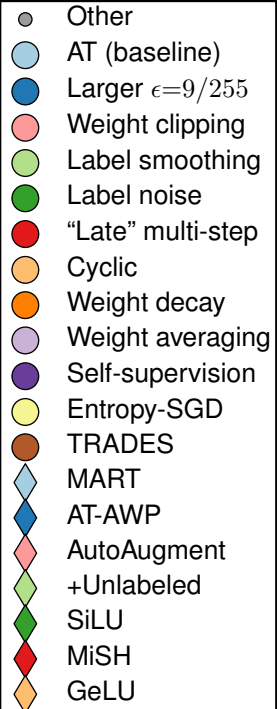 Other
AT (baseline)
Larger ϵ=9/255
Weight clipping
Label smoothing
Label noise
“Late” multi-step
Cyclic
Weight decay
Weight averaging
Self-supervision
Entropy-SGD
TRADES
MART
AT-AWP
AutoAugment
+Unlabeled
SiLU
MiSH
GeLU